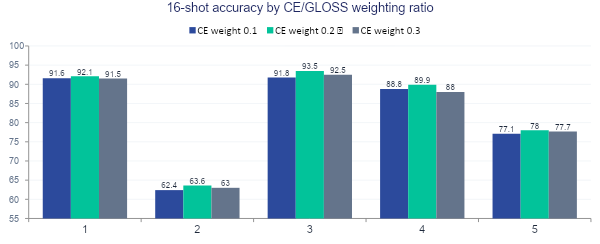 16-shot accuracy by CE/GLOSS weighting ratio
CE weight 0.1 CE weight 0.2 CE weight 0.3
100
95
90
85
80
75
70
65
60
55
91.6 92.1 91.5
62.4 63.6 63
91.8 93.5 92.5
88.8 89.9 88
77.1 78 77.7
1 2 3 4 5